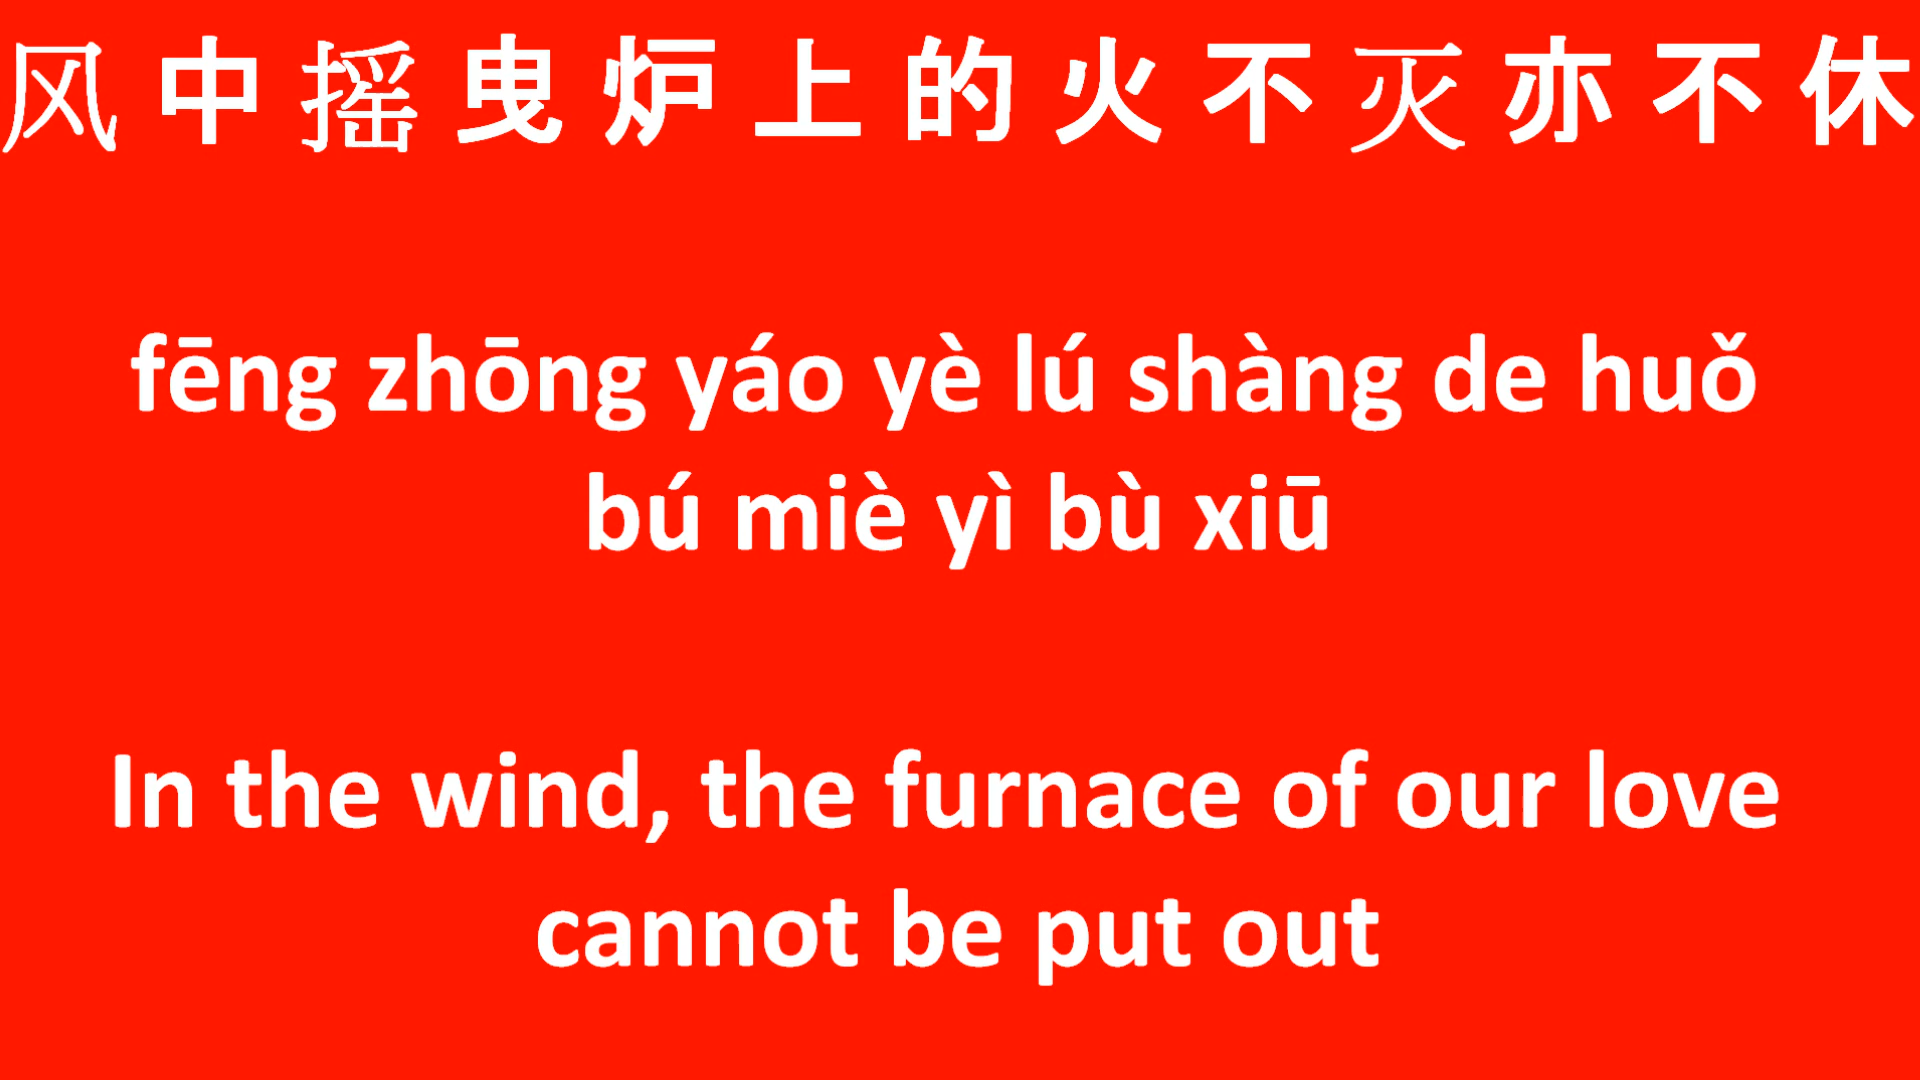 风中摇曳炉上的火不灭亦不休
fēng zhōng yáo yè lú shàng de huǒ
bú miè yì bù xiū
In the wind, the furnace of our love
cannot be put out